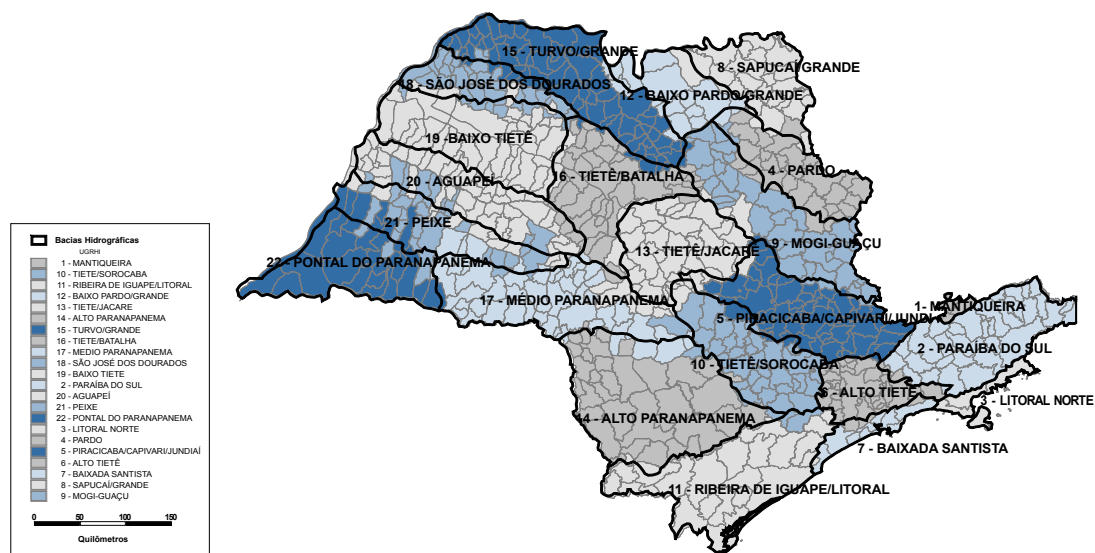 15 - TURVO/GRANDE
8 - SAPUCAÍ/GRANDE
18 - SÃO JOSÉ DOS DOURADOS
12 - BAIXO PARDO/GRANDE
19 -BAIXO TIETÊ
4 - PARDO
16 - TIETÊ/BATALHA
20 - AGUAPEÍ
21 - PEIXE
9 - MOGI-GUAÇU
13 - TIETÊ/JACARÉ
22 - PONTAL DO PARANAPANEMA
17 - MÉDIO PARANAPANEMA
1- MANTIQUEIRA
5 - PIRACICABA/CAPIVARI/JUNDIAÍ
2 - PARAÍBA DO SUL
10 - TIETÊ/SOROCABA
6 - ALTO TIETÊ
3 - LITORAL NORTE
14 - ALTO PARANAPANEMA
7 - BAIXADA SANTISTA
11 - RIBEIRA DE IGUAPE/LITORAL
Bacias Hidrográficas
UGRH
1 - MANTIQUEIRA
10 - TIETE/SOROCABA
11 - RIBEIRA DE IGUAPE/LITORAL
12 - BAIXO PARDO/GRANDE
13 - TIETE/JACARE
14 - ALTO PARANAPANEMA
15 - TURVO/GRANDE
16 - TIETE/BATALHA
17 - MEDIO PARANAPANEMA
18 - SÃO JOSÉ DOS DOURADOS
19 - BAIXO TIETE
2 - PARAÍBA DO SUL
20 - AGUAPEÍ
21 - PEIXE
22 - PONTAL DO PARANAPANEMA
3 - LITORAL NORTE
4 - PARDO
5 - PIRACICABA/CAPIVARI/JUNDIAÍ
6 - ALTO TIETÊ
7 - BAIXADA SANTISTA
8 - SAPUCAÍ/GRANDE
9 - MOGI-GUAÇU
0 50 100 150
Quilômetros